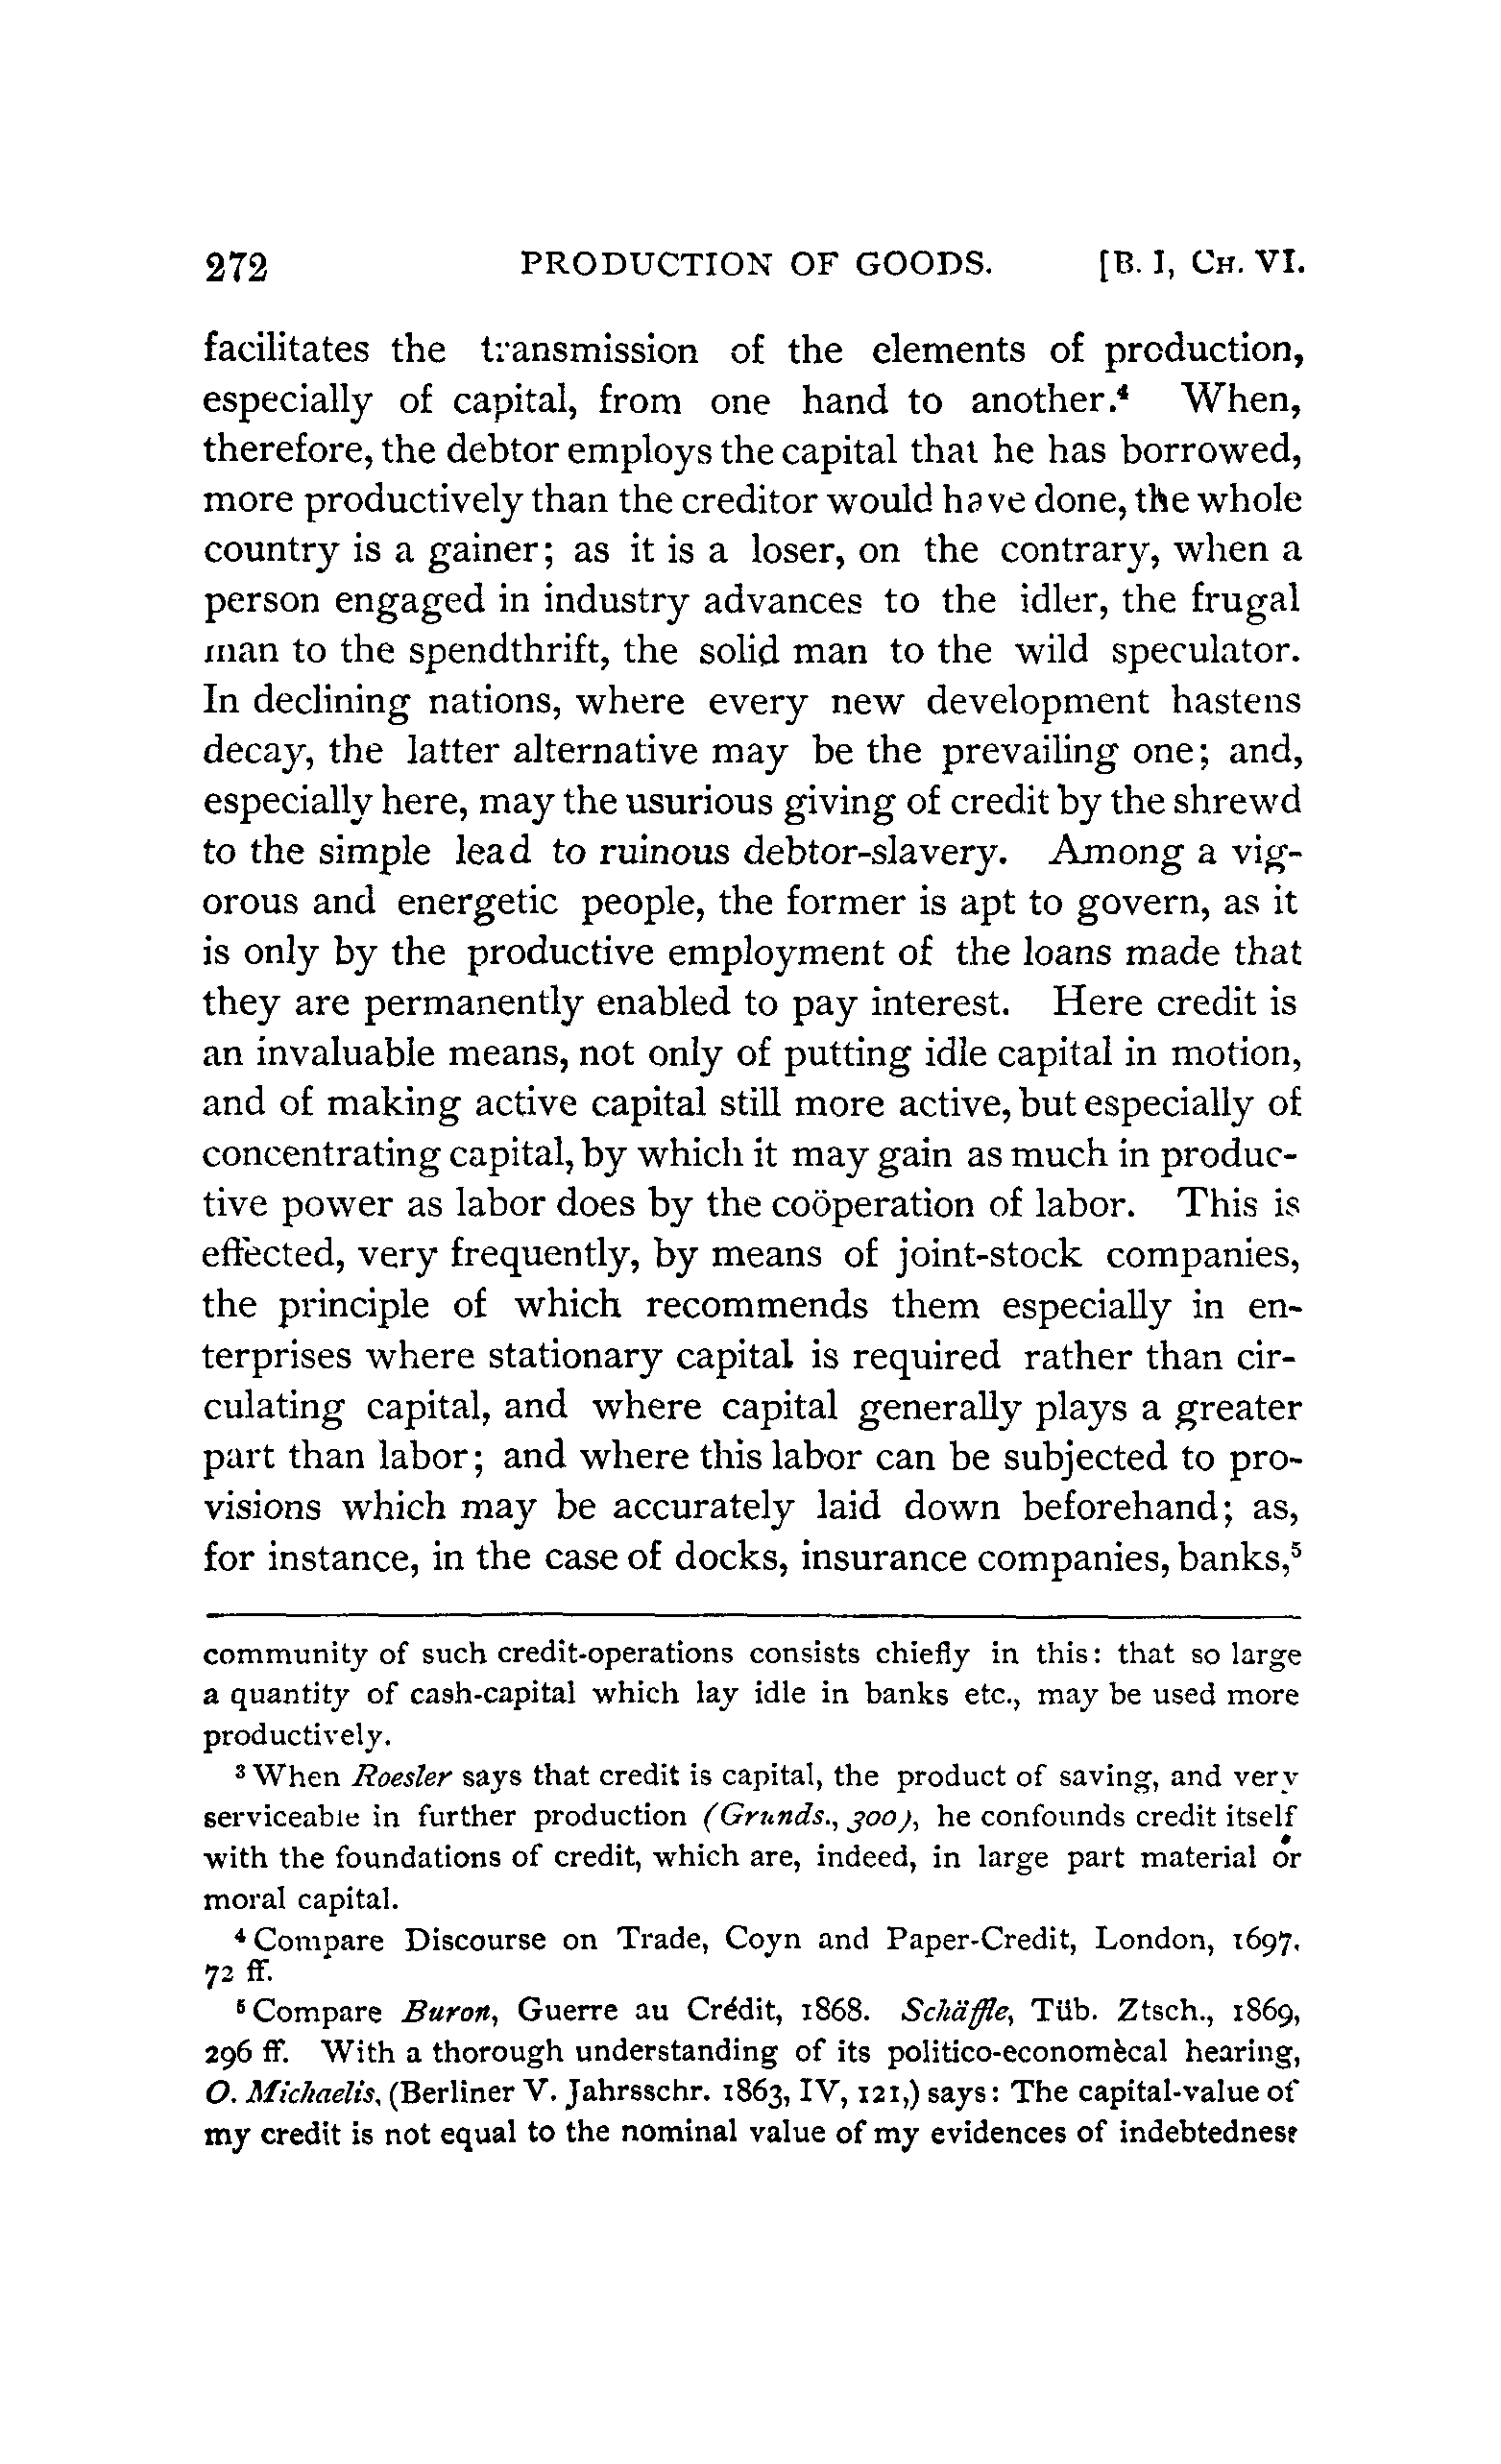 272 PRODUCTION OF GOODS. [B. I, CH. VI.
facilitates the transmission of the elements of production,
especially of capital, from one hand to another.⁴ When,
therefore, the debtor employs the capital that he has borrowed,
more productively than the creditor would have done, the whole
country is a gainer; as it is a loser, on the contrary, when a
person engaged in industry advances to the idler, the frugal
man to the spendthrift, the solid man to the wild speculator.
In declining nations, where every new development hastens
decay, the latter alternative may be the prevailing one; and,
especially here, may the usurious giving of credit by the shrewd
to the simple lead to ruinous debtor-slavery. Among a vig-
orous and energetic people, the former is apt to govern, as it
is only by the productive employment of the loans made that
they are permanently enabled to pay interest. Here credit is
an invaluable means, not only of putting idle capital in motion,
and of making active capital still more active, but especially of
concentrating capital, by which it may gain as much in produc-
tive power as labor does by the coöperation of labor. This is
effected, very frequently, by means of joint-stock companies,
the principle of which recommends them especially in en-
terprises where stationary capital is required rather than cir-
culating capital, and where capital generally plays a greater
part than labor; and where this labor can be subjected to pro-
visions which may be accurately laid down beforehand; as,
for instance, in the case of docks, insurance companies, banks,⁵
community of such credit-operations consists chiefly in this: that so large
a quantity of cash-capital which lay idle in banks etc., may be used more
productively.
³ When Roesler says that credit is capital, the product of saving, and very
serviceable in further production (Grunds., 300), he confounds credit itself
with the foundations of credit, which are, indeed, in large part material or
moral capital.
⁴ Compare Discourse on Trade, Coyn and Paper-Credit, London, 1697,
72 ff.
⁵ Compare Buron, Guerre au Crédit, 1868. Schäffle, Tüb. Ztsch., 1869,
296 ff. With a thorough understanding of its politico-economècal hearing,
O. Michaelis, (Berliner V. Jahrsschr. 1863, IV, 121,) says: The capital-value of
my credit is not equal to the nominal value of my evidences of indebtedness